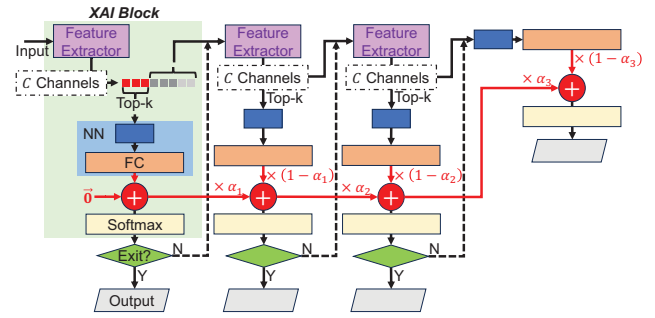 XAI Block
Input
Feature
Extractor
Feature
Extractor
Feature
Extractor
C Channels
C Channels
C Channels
Top-k
Top-k
Top-k
NN
FC
× (1 − α₁)
× (1 − α₂)
× (1 − α₃)
× α₃
0⃗
+
× α₁
+
× α₂
+
+
Softmax
Exit?
N
N
N
Y
Y
Y
Output